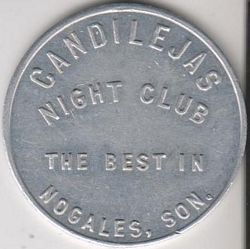 CANDILEJAS
NIGHT CLUB
THE BEST IN
NOGALES, SON.